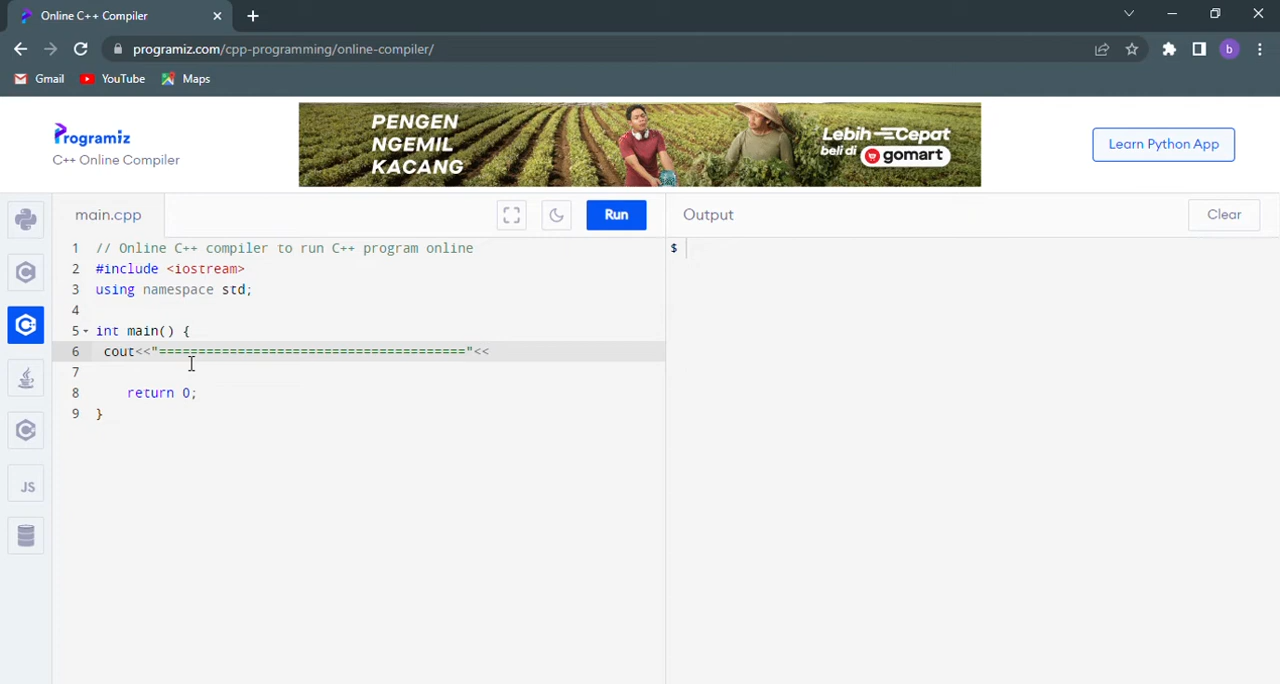 Online C++ Compiler
programiz.com/cpp-programming/online-compiler/
b
Gmail
YouTube
Maps
Programiz
C++ Online Compiler
PENGEN
NGEMIL
KACANG
Lebih Cepat
beli di gomart
Learn Python App
main.cpp
Run
Output
Clear
1 // Online C++ compiler to run C++ program online
2 #include <iostream>
3 using namespace std;
4
5 int main() {
6 cout<<"======================================="<<
7
8 return 0;
9 }
$
JS